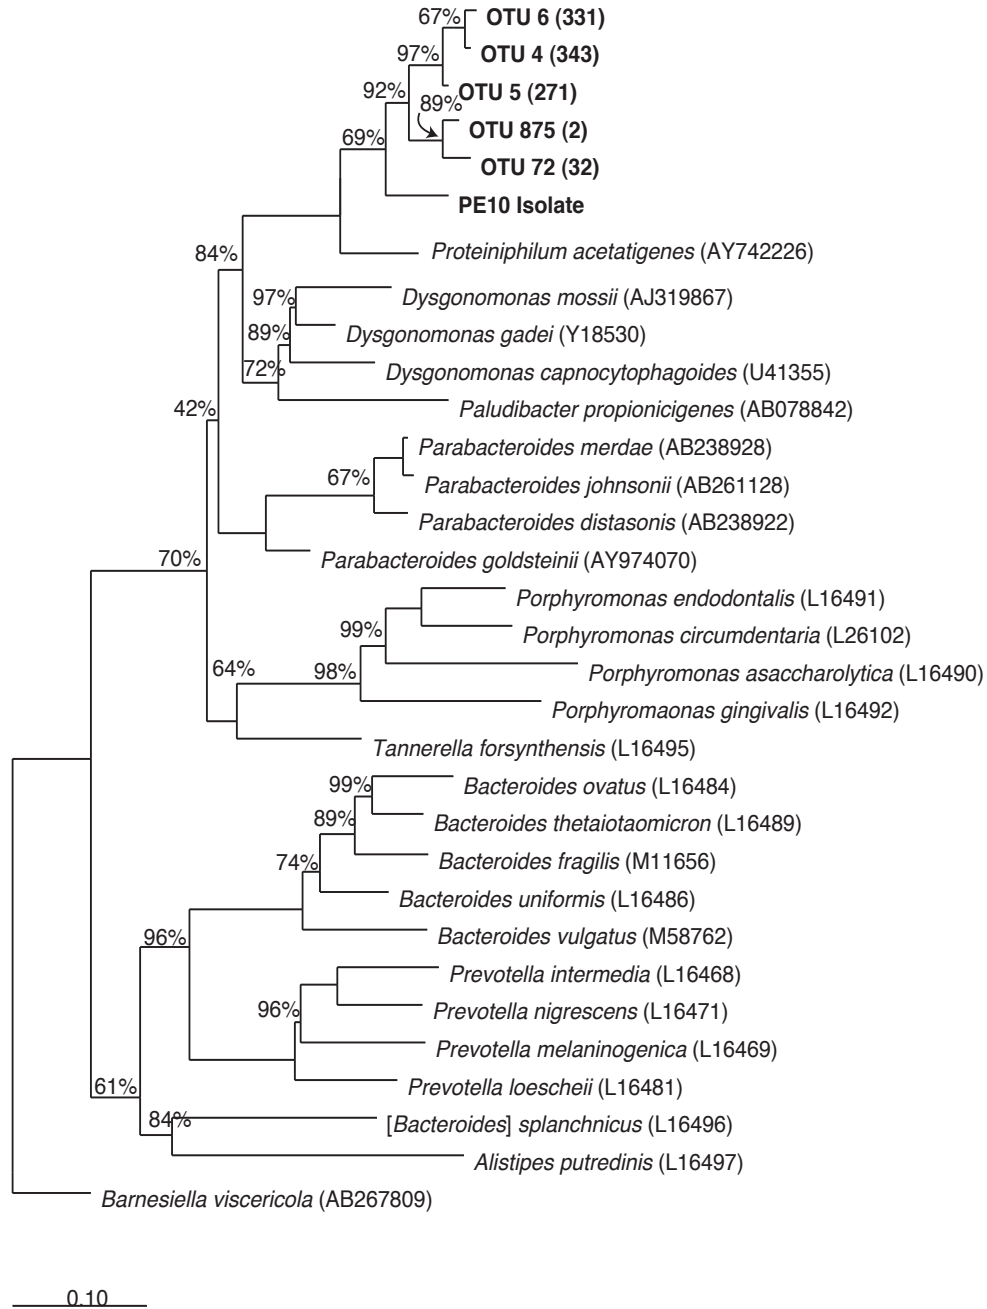 67%
OTU 6 (331)
OTU 4 (343)
97%
OTU 5 (271)
92%
89%
OTU 875 (2)
69%
OTU 72 (32)
PE10 Isolate
Proteiniphilum acetatigenes (AY742226)
84%
97%
Dysgonomonas mossii (AJ319867)
89%
Dysgonomonas gadei (Y18530)
72%
Dysgonomonas capnocytophagoides (U41355)
42%
Paludibacter propionicigenes (AB078842)
Parabacteroides merdae (AB238928)
67%
Parabacteroides johnsonii (AB261128)
Parabacteroides distasonis (AB238922)
70%
Parabacteroides goldsteinii (AY974070)
Porphyromonas endodontalis (L16491)
99%
Porphyromonas circumdentaria (L26102)
64%
98%
Porphyromonas asaccharolytica (L16490)
Porphyromaonas gingivalis (L16492)
Tannerella forsynthensis (L16495)
99%
Bacteroides ovatus (L16484)
89%
Bacteroides thetaiotaomicron (L16489)
74%
Bacteroides fragilis (M11656)
Bacteroides uniformis (L16486)
96%
Bacteroides vulgatus (M58762)
Prevotella intermedia (L16468)
96%
Prevotella nigrescens (L16471)
Prevotella melaninogenica (L16469)
61%
Prevotella loescheii (L16481)
84%
[Bacteroides] splanchnicus (L16496)
Alistipes putredinis (L16497)
Barnesiella viscericola (AB267809)
0.10